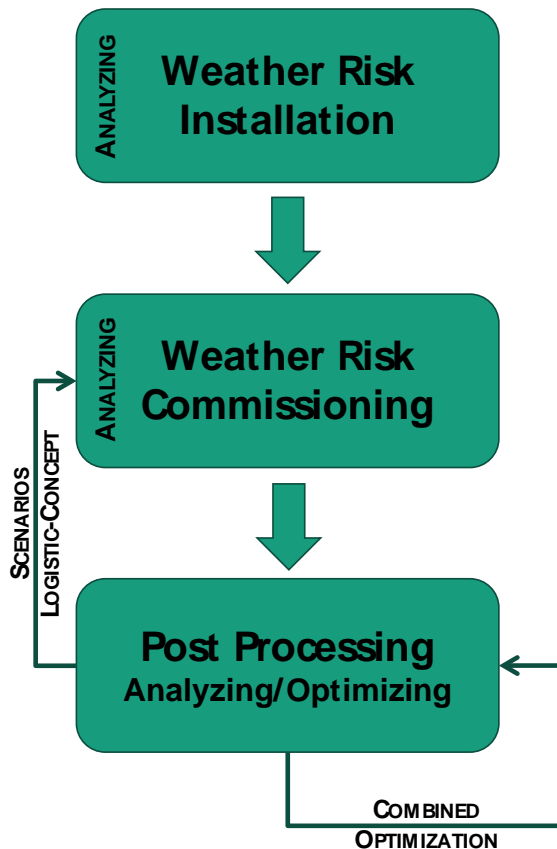 ANALYZING
Weather Risk
Installation
ANALYZING
Weather Risk
Commissioning
SCENARIOS
LOGISTIC-CONCEPT
Post Processing
Analyzing/Optimizing
COMBINED
OPTIMIZATION